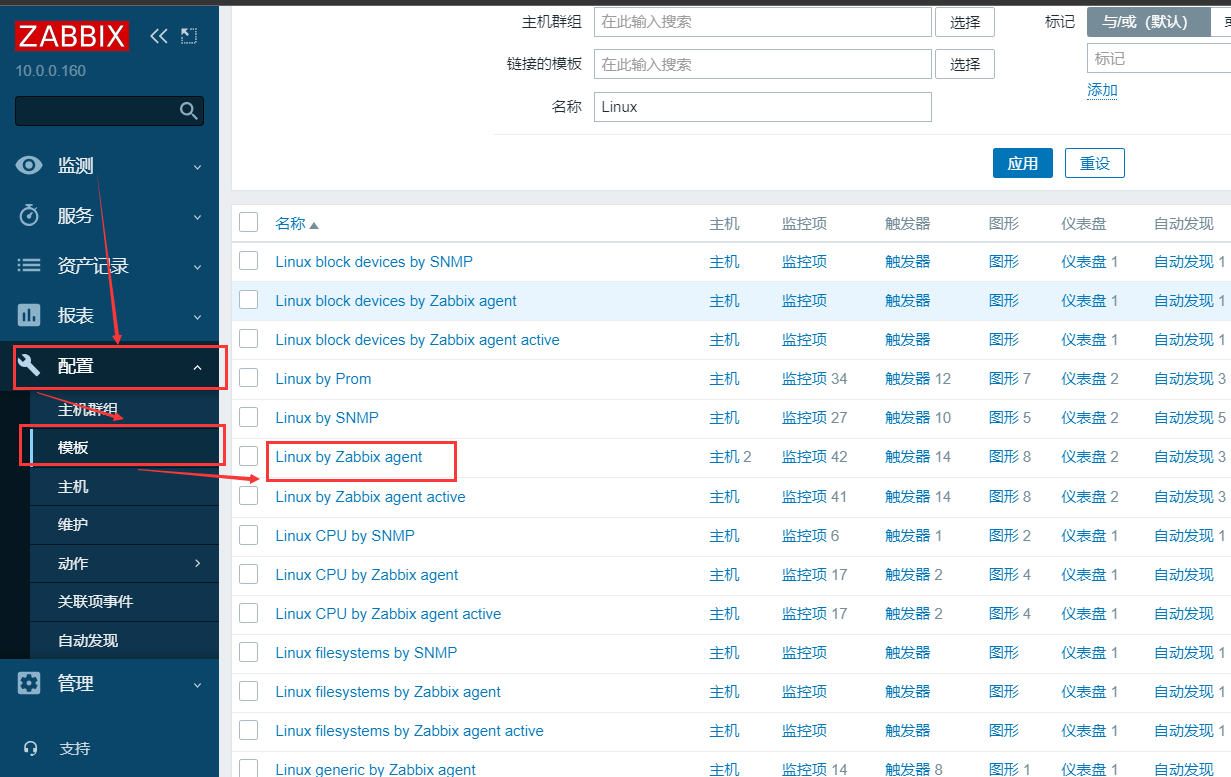 ZABBIX
10.0.0.160
监测
服务
资产记录
报表
配置
主机群组
模板
主机
维护
动作
关联项事件
自动发现
管理
支持
主机群组 在此输入搜索 选择 标记 与/或（默认）
链接的模板 在此输入搜索 选择 标记
添加
名称 Linux
应用 重设
名称 主机 监控项 触发器 图形 仪表盘 自动发现
Linux block devices by SNMP 主机 监控项 触发器 图形 仪表盘 1 自动发现 1
Linux block devices by Zabbix agent 主机 监控项 触发器 图形 仪表盘 1 自动发现 1
Linux block devices by Zabbix agent active 主机 监控项 触发器 图形 仪表盘 1 自动发现 1
Linux by Prom 主机 监控项 34 触发器 12 图形 7 仪表盘 2 自动发现 3
Linux by SNMP 主机 监控项 27 触发器 10 图形 5 仪表盘 2 自动发现 5
Linux by Zabbix agent 主机 2 监控项 42 触发器 14 图形 8 仪表盘 2 自动发现 3
Linux by Zabbix agent active 主机 监控项 41 触发器 14 图形 8 仪表盘 2 自动发现 3
Linux CPU by SNMP 主机 监控项 6 触发器 1 图形 2 仪表盘 1 自动发现 1
Linux CPU by Zabbix agent 主机 监控项 17 触发器 2 图形 4 仪表盘 1 自动发现
Linux CPU by Zabbix agent active 主机 监控项 17 触发器 2 图形 4 仪表盘 1 自动发现
Linux filesystems by SNMP 主机 监控项 触发器 图形 仪表盘 1 自动发现 1
Linux filesystems by Zabbix agent 主机 监控项 触发器 图形 仪表盘 1 自动发现 1
Linux filesystems by Zabbix agent active 主机 监控项 触发器 图形 仪表盘 1 自动发现 1
Linux generic by Zabbix agent 主机 监控项 14 触发器 8 图形 1 仪表盘 1 自动发现